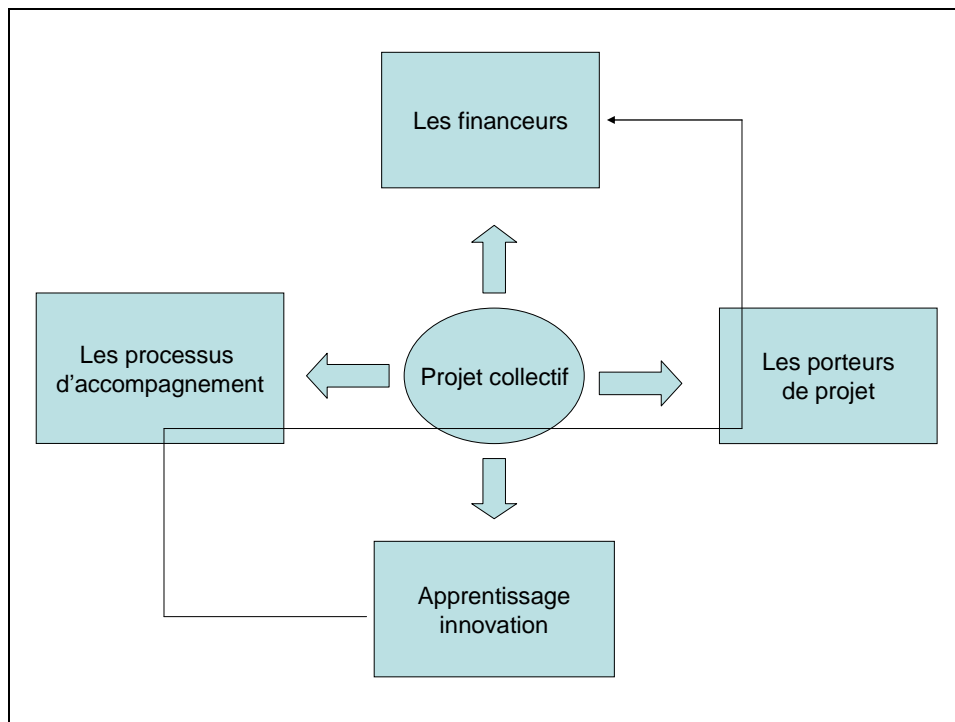 Les financeurs
Les processus
d’accompagnement
Projet collectif
Les porteurs
de projet
Apprentissage
innovation